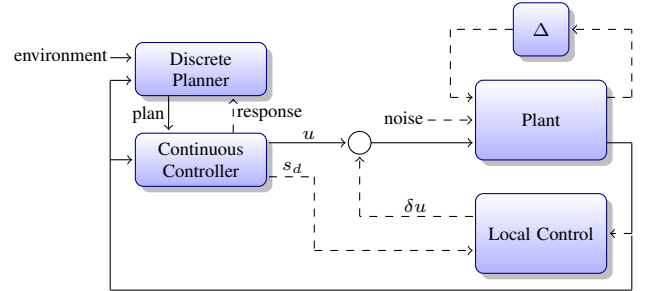 Δ
environment
Discrete
Planner
plan
response
noise
Plant
u
Continuous
Controller
s_d
δu
Local Control